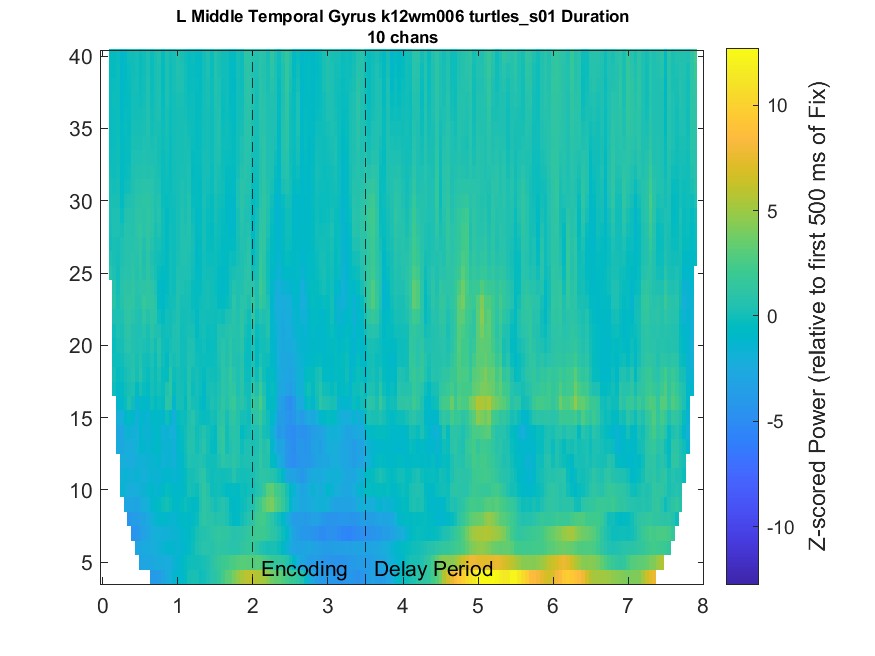 L Middle Temporal Gyrus k12wm006 turtles_s01 Duration
10 chans
40
35
30
25
20
15
10
5
Encoding
Delay Period
0 1 2 3 4 5 6 7 8
10
5
0
-5
-10
Z-scored Power (relative to first 500 ms of Fix)